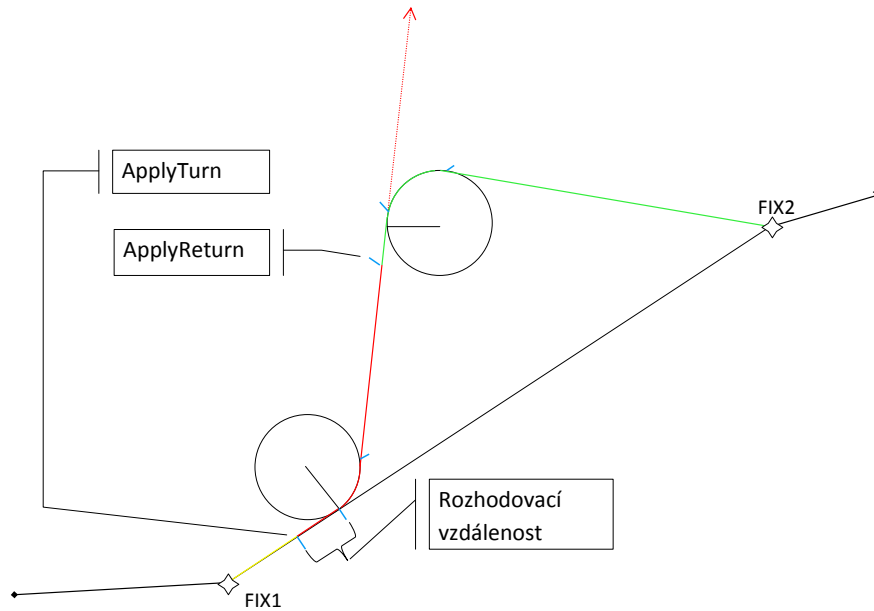 ApplyTurn
FIX2
ApplyReturn
Rozhodovací
vzdálenost
FIX1